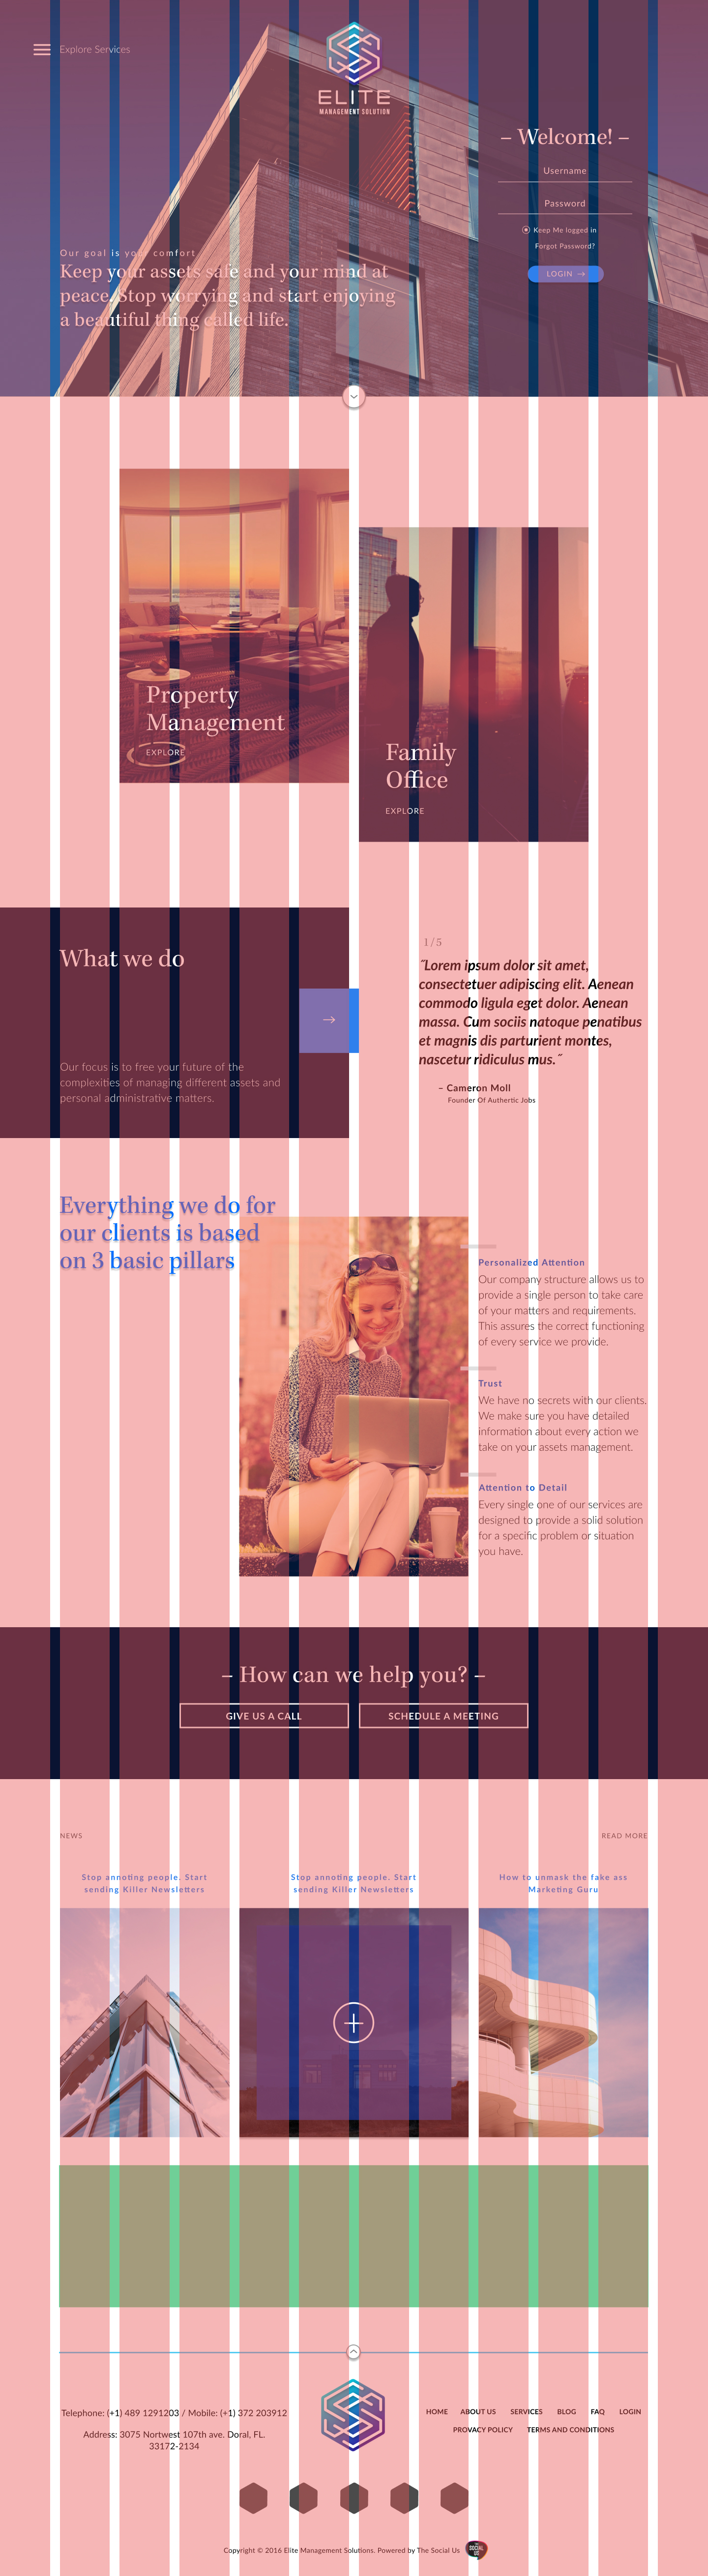 Explore Services
ELITE
MANAGEMENT SOLUTION
– Welcome! –
Username
Password
Keep Me logged in
Forgot Password?
LOGIN →
Our goal is your comfort
Keep your assets safe and your mind at
peace. Stop worrying and start enjoying
a beautiful thing called life.
Property
Management
EXPLORE
Family
Office
EXPLORE
What we do
Our focus is to free your future of the
complexities of managing different assets and
personal administrative matters.
→
1/5
˝Lorem ipsum dolor sit amet,
consectetuer adipiscing elit. Aenean
commodo ligula eget dolor. Aenean
massa. Cum sociis natoque penatibus
et magnis dis parturient montes,
nascetur ridiculus mus.˝
– Cameron Moll
Founder Of Authertic Jobs
Everything we do for
our clients is based
on 3 basic pillars
Personalized Attention
Our company structure allows us to
provide a single person to take care
of your matters and requirements.
This assures the correct functioning
of every service we provide.
Trust
We have no secrets with our clients.
We make sure you have detailed
information about every action we
take on your assets management.
Attention to Detail
Every single one of our services are
designed to provide a solid solution
for a specific problem or situation
you have.
– How can we help you? –
GIVE US A CALL
SCHEDULE A MEETING
NEWS
READ MORE
Stop annoting people. Start
sending Killer Newsletters
Stop annoting people. Start
sending Killer Newsletters
How to unmask the fake ass
Marketing Guru
Telephone: (+1) 489 1291203 / Mobile: (+1) 372 203912
Address: 3075 Nortwest 107th ave. Doral, FL.
33172-2134
HOME ABOUT US SERVICES BLOG FAQ LOGIN
PROVACY POLICY TERMS AND CONDITIONS
Copyright © 2016 Elite Management Solutions. Powered by The Social Us
SOCIAL
US